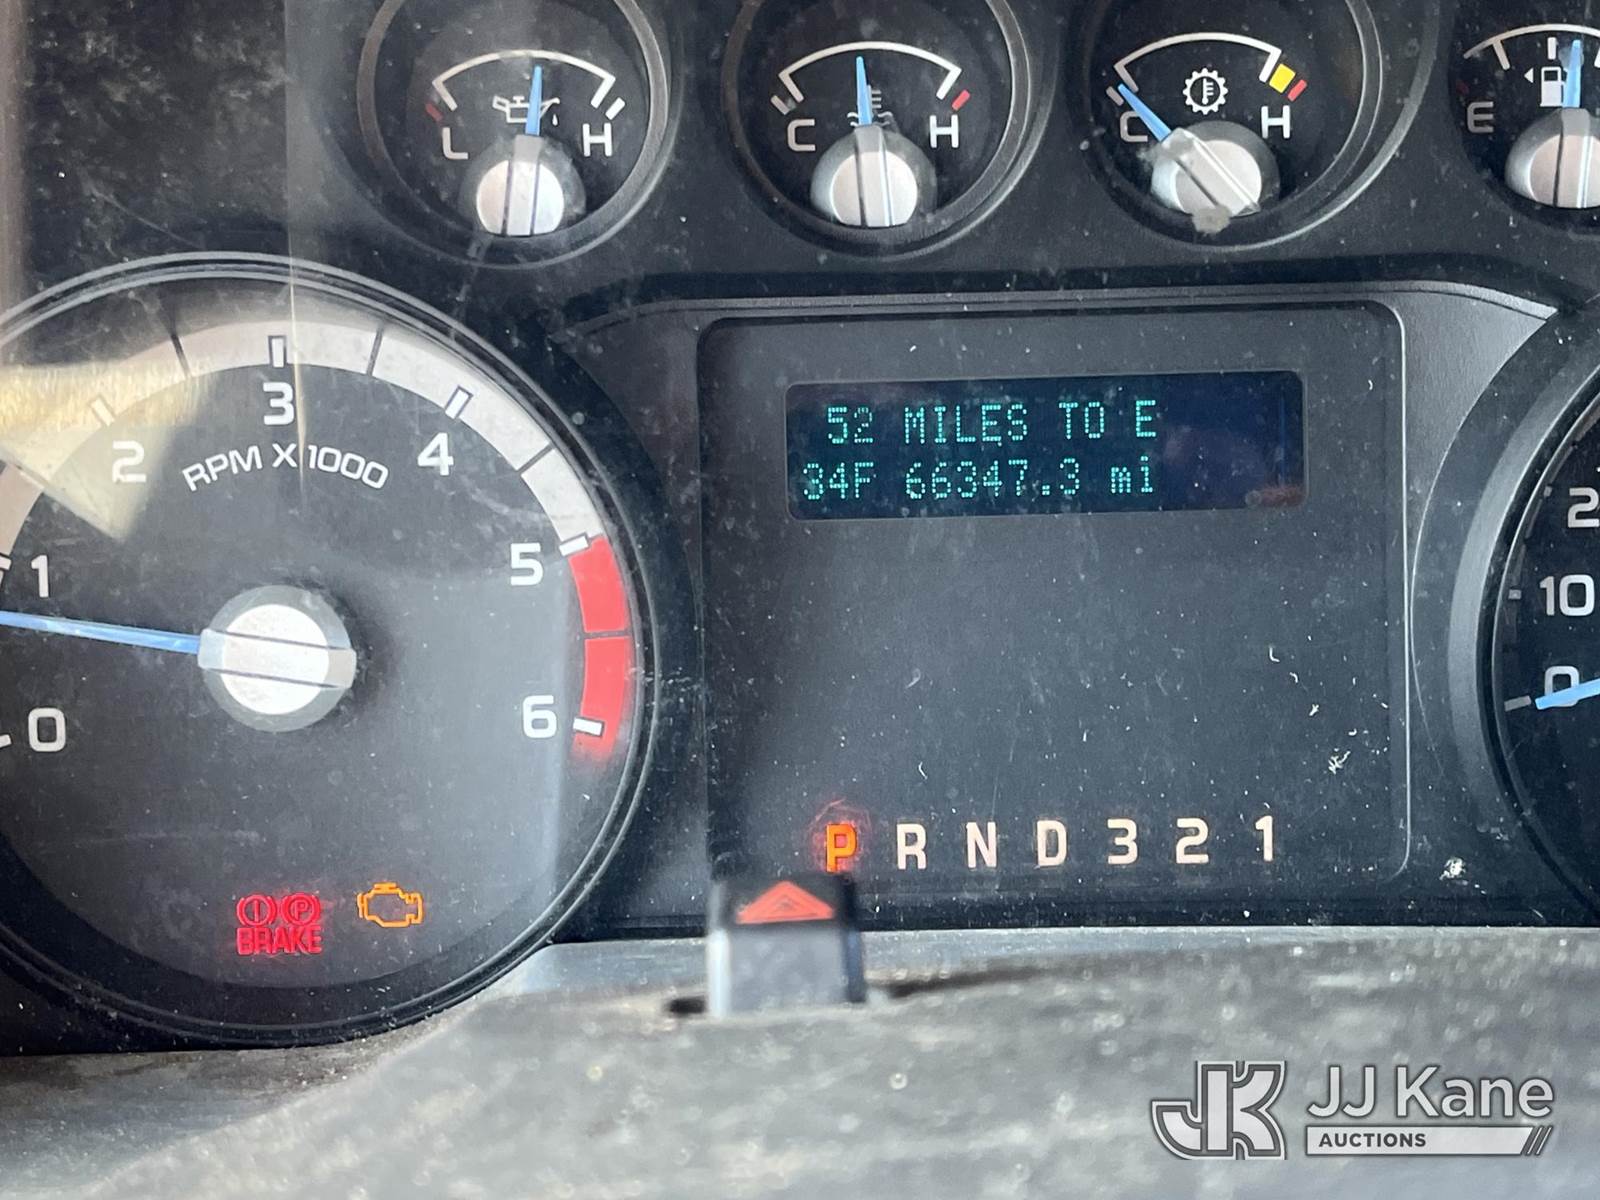 L H
C H
C H
E
2 3 4
RPM X 1000
1 5
0 6
52 MILES TO E
34F 66347.3 mi
2
10
0
P R N D 3 2 1
BRAKE
JJ Kane
AUCTIONS